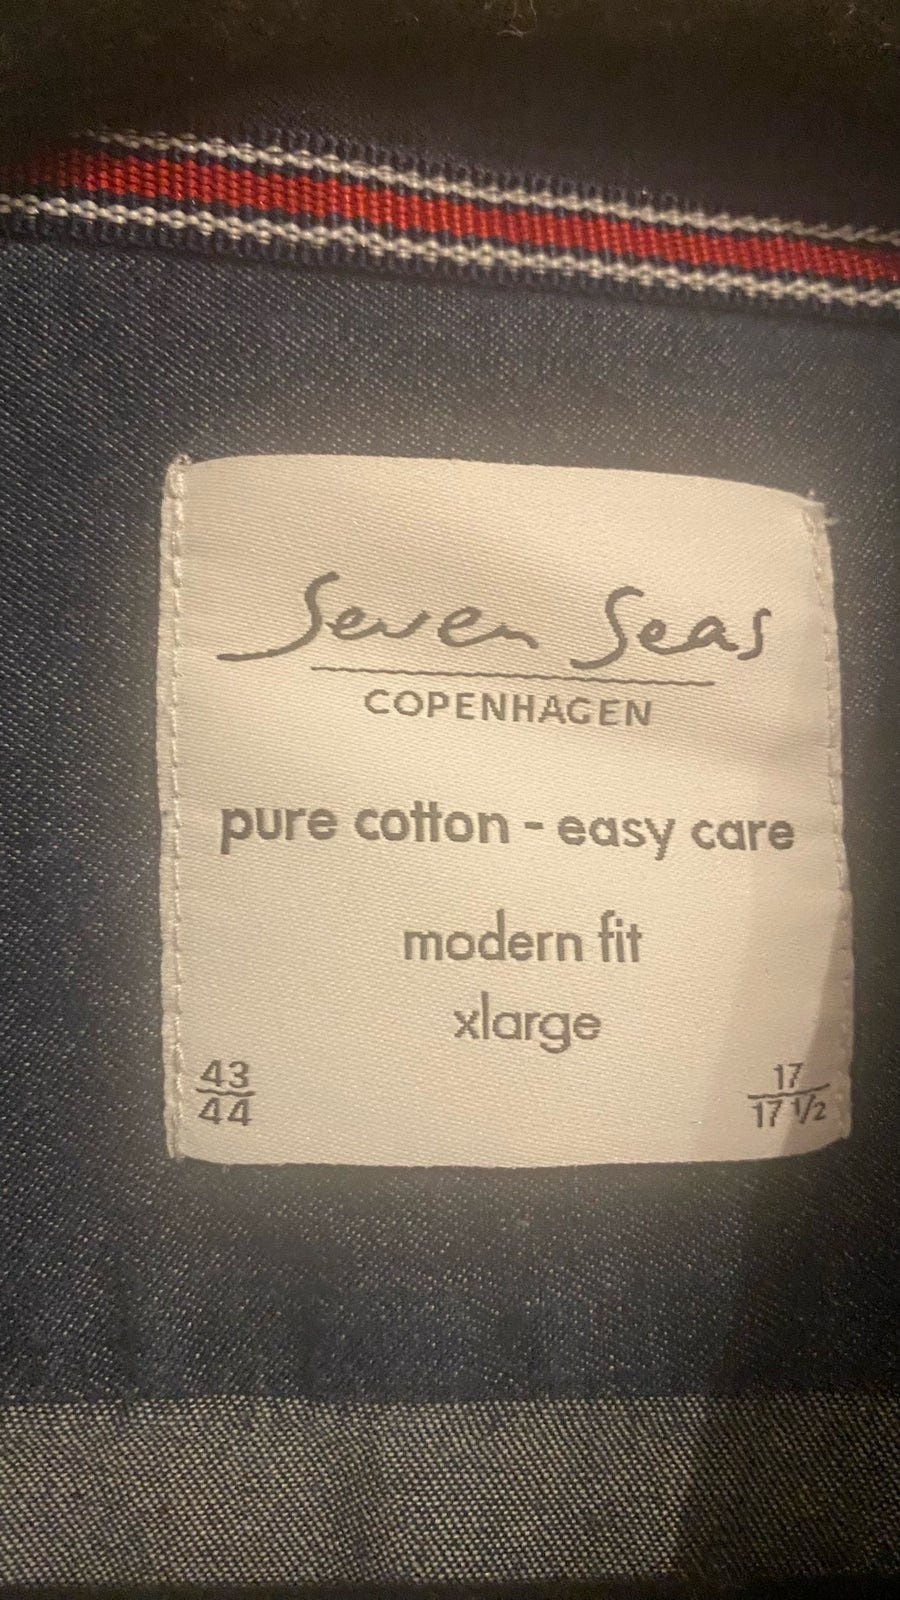 Seven Seas
COPENHAGEN
pure cotton - easy care
modern fit
xlarge
43
44
17
17 1/2